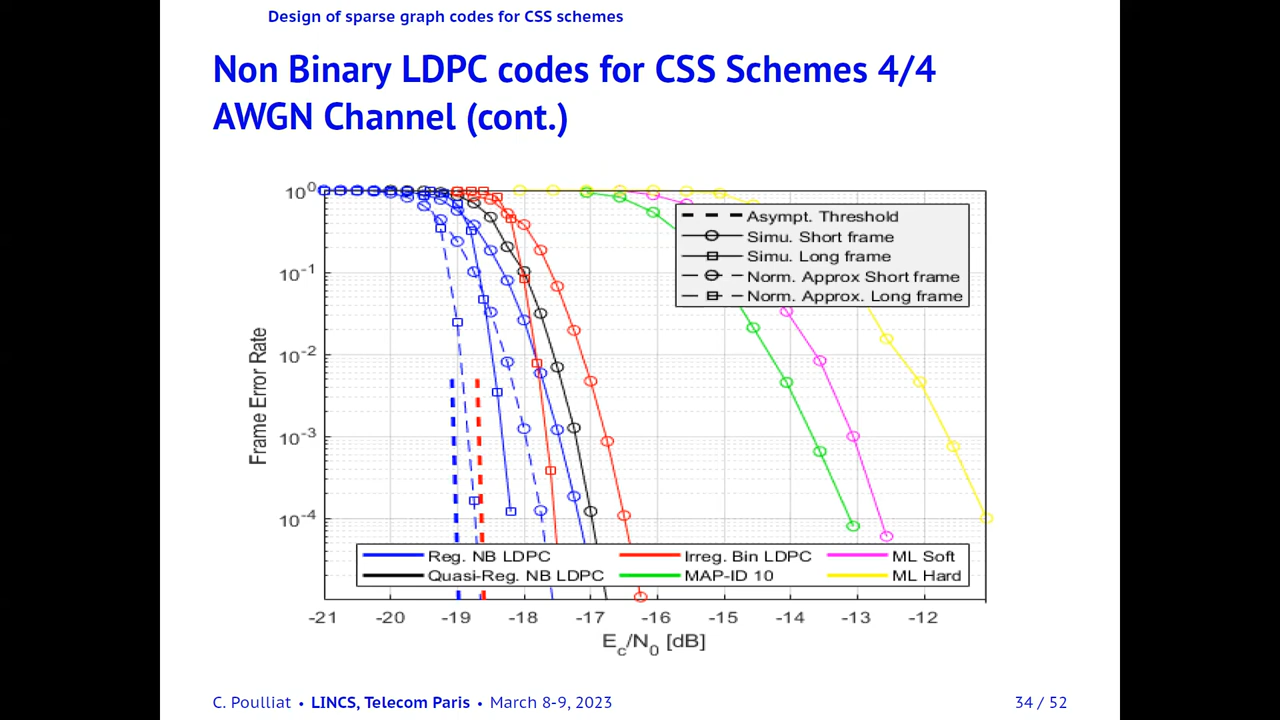 Design of sparse graph codes for CSS schemes
Non Binary LDPC codes for CSS Schemes 4/4
AWGN Channel (cont.)
Frame Error Rate
10^0
10^-1
10^-2
10^-3
10^-4
Asympt. Threshold
Simu. Short frame
Simu. Long frame
Norm. Approx Short frame
Norm. Approx. Long frame
Reg. NB LDPC
Irreg. Bin LDPC
ML Soft
Quasi-Reg. NB LDPC
MAP-ID 10
ML Hard
-21 -20 -19 -18 -17 -16 -15 -14 -13 -12
E_c/N_0 [dB]
C. Poulliat • LINCS, Telecom Paris • March 8-9, 2023 34 / 52